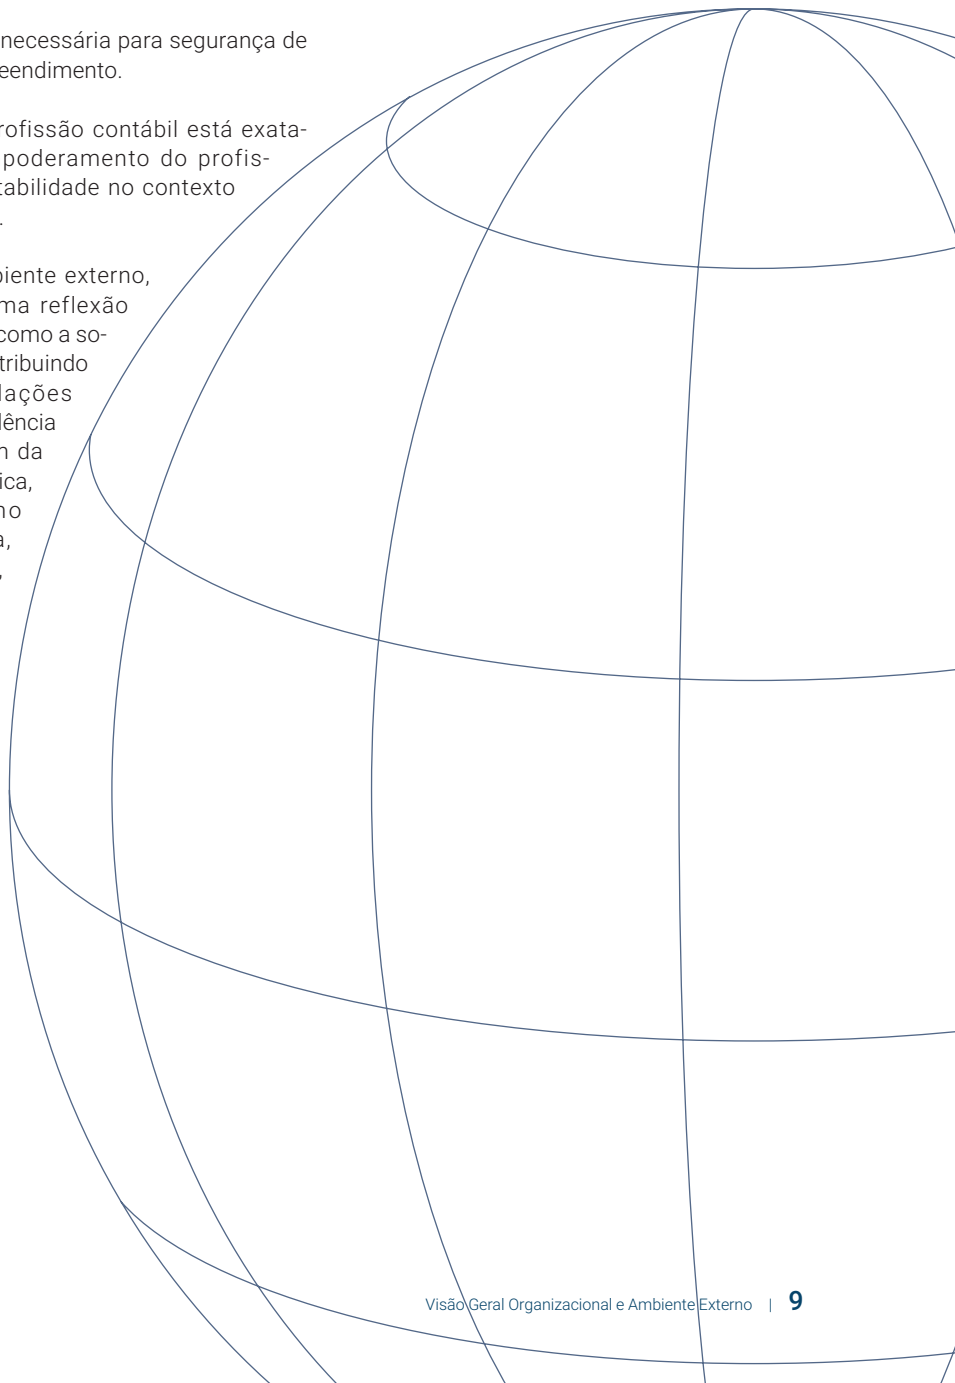 necessária para segurança de
eendimento.
rofissão contábil está exata-
poderamento do profis-
tabilidade no contexto
.
biente externo,
ma reflexão
como a so-
tribuindo
lações
dência
m da
ica,
no
a,
,
Visão Geral Organizacional e Ambiente Externo | 9